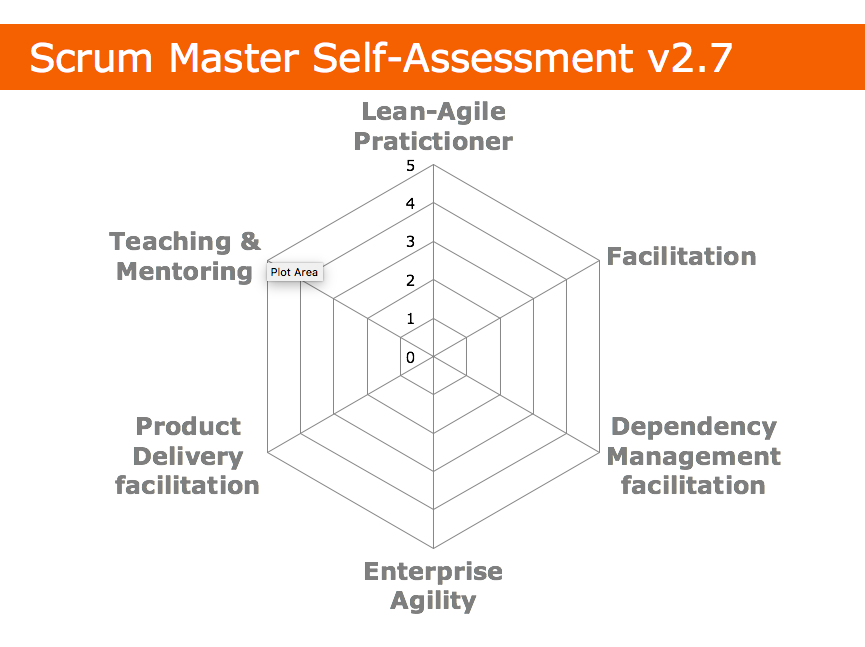 Scrum Master Self-Assessment v2.7
Lean-Agile
Pratictioner
5
4
3
2
1
0
Teaching &
Mentoring
Plot Area
Facilitation
Product
Delivery
facilitation
Dependency
Management
facilitation
Enterprise
Agility